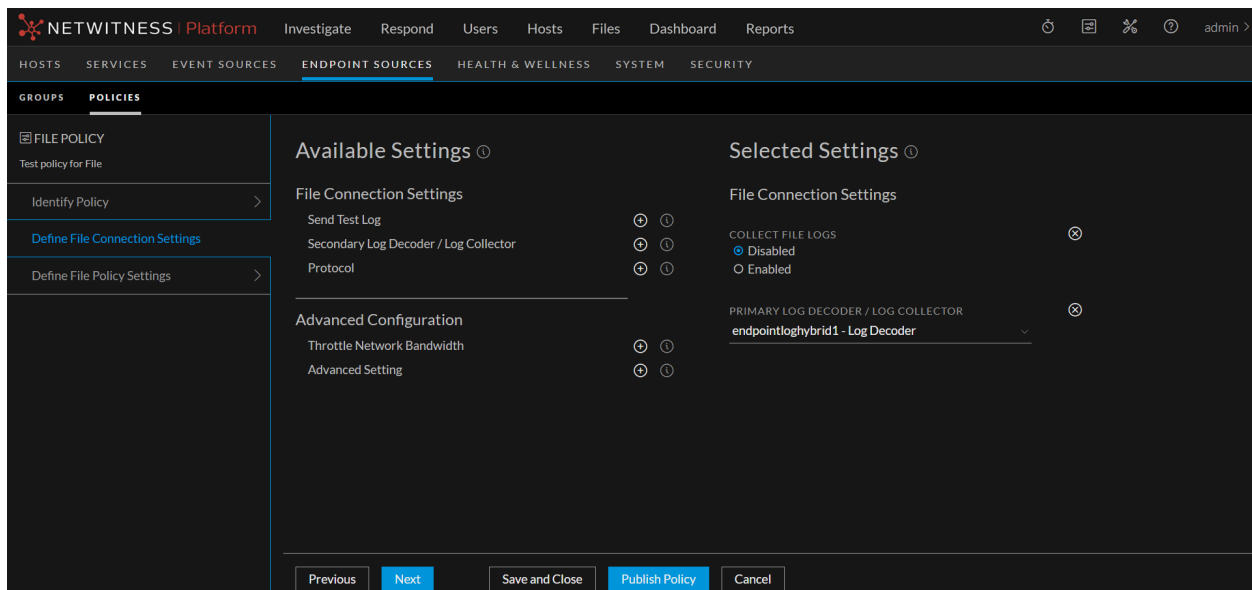 NETWITNESS | Platform Investigate Respond Users Hosts Files Dashboard Reports admin >
HOSTS SERVICES EVENT SOURCES ENDPOINT SOURCES HEALTH & WELLNESS SYSTEM SECURITY
GROUPS POLICIES
FILE POLICY
Test policy for File
Identify Policy
Define File Connection Settings
Define File Policy Settings
Available Settings
File Connection Settings
Send Test Log
Secondary Log Decoder / Log Collector
Protocol
Advanced Configuration
Throttle Network Bandwidth
Advanced Setting
Selected Settings
File Connection Settings
COLLECT FILE LOGS
Disabled
Enabled
PRIMARY LOG DECODER / LOG COLLECTOR
endpointloghybrid1 - Log Decoder
Previous Next Save and Close Publish Policy Cancel